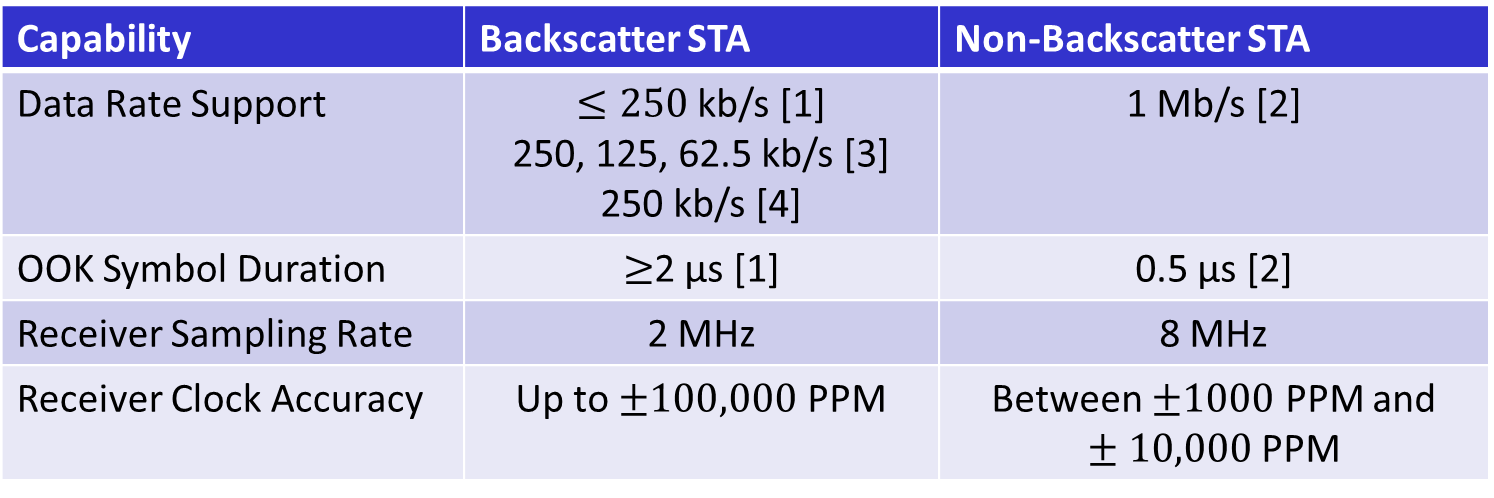 Capability Backscatter STA Non-Backscatter STA
Data Rate Support ≤ 250 kb/s [1] 1 Mb/s [2]
250, 125, 62.5 kb/s [3]
250 kb/s [4]
OOK Symbol Duration ≥2 µs [1] 0.5 µs [2]
Receiver Sampling Rate 2 MHz 8 MHz
Receiver Clock Accuracy Up to ±100,000 PPM Between ±1000 PPM and
± 10,000 PPM